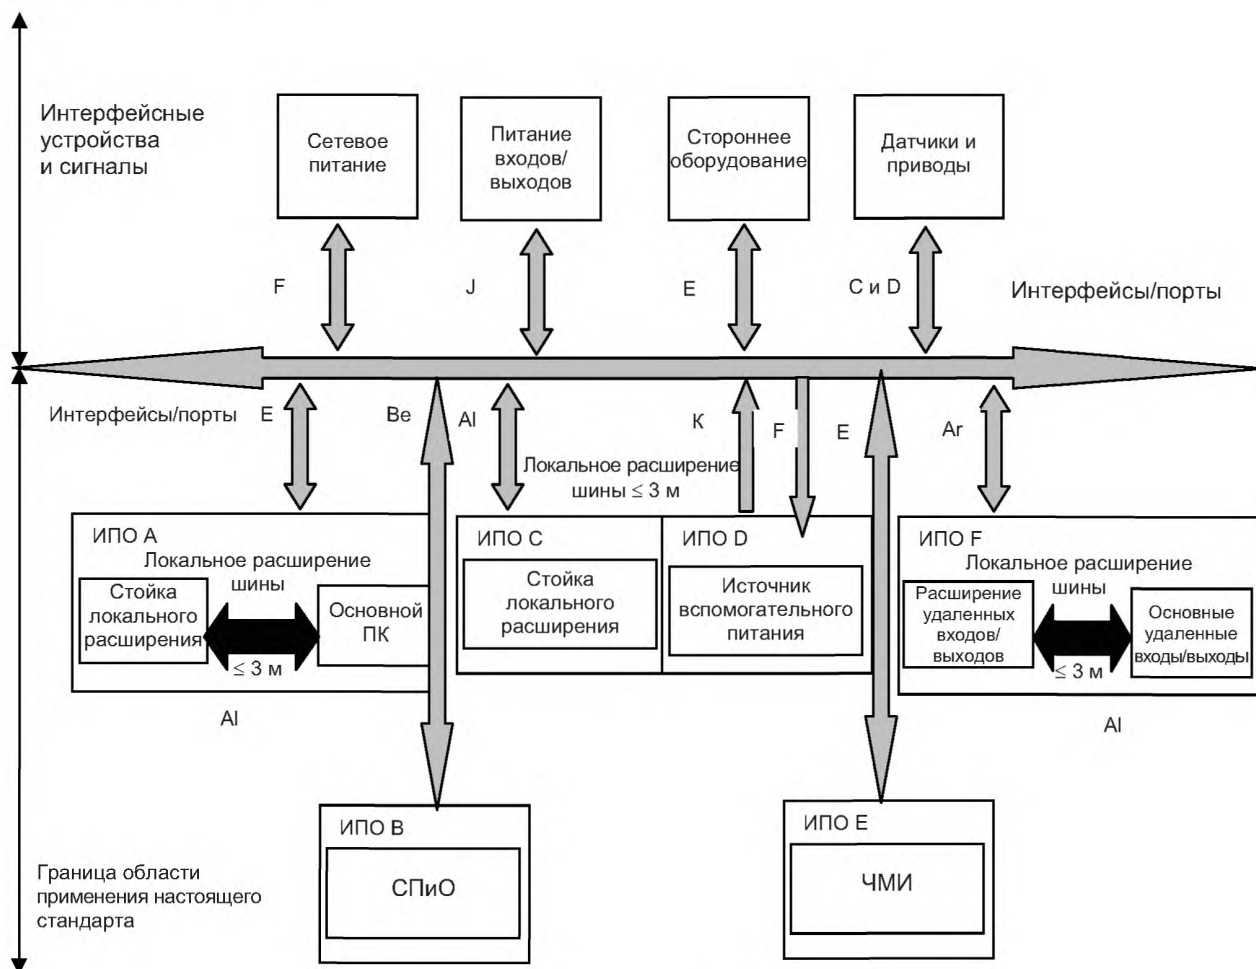 Интерфейсные
устройства
и сигналы
Сетевое
питание
Питание
входов/
выходов
Стороннее
оборудование
Датчики и
приводы
F
J
E
C и D
Интерфейсы/порты
Интерфейсы/порты
E
Be
Al
К
F
E
Ar
Локальное расширение
шины ≤ 3 м
ИПО A
Локальное расширение
шины
Стойка
локального
расширения
≤ 3 м
Основной
ПК
Al
ИПО C
Стойка
локального
расширения
ИПО D
Источник
вспомогательного
питания
ИПО F
Локальное расширение
шины
Расширение
удаленных
входов/
выходов
≤ 3 м
Основные
удаленные
входы/выходы
Al
ИПО B
СПиО
ИПО E
ЧМИ
Граница области
применения настоящего
стандарта